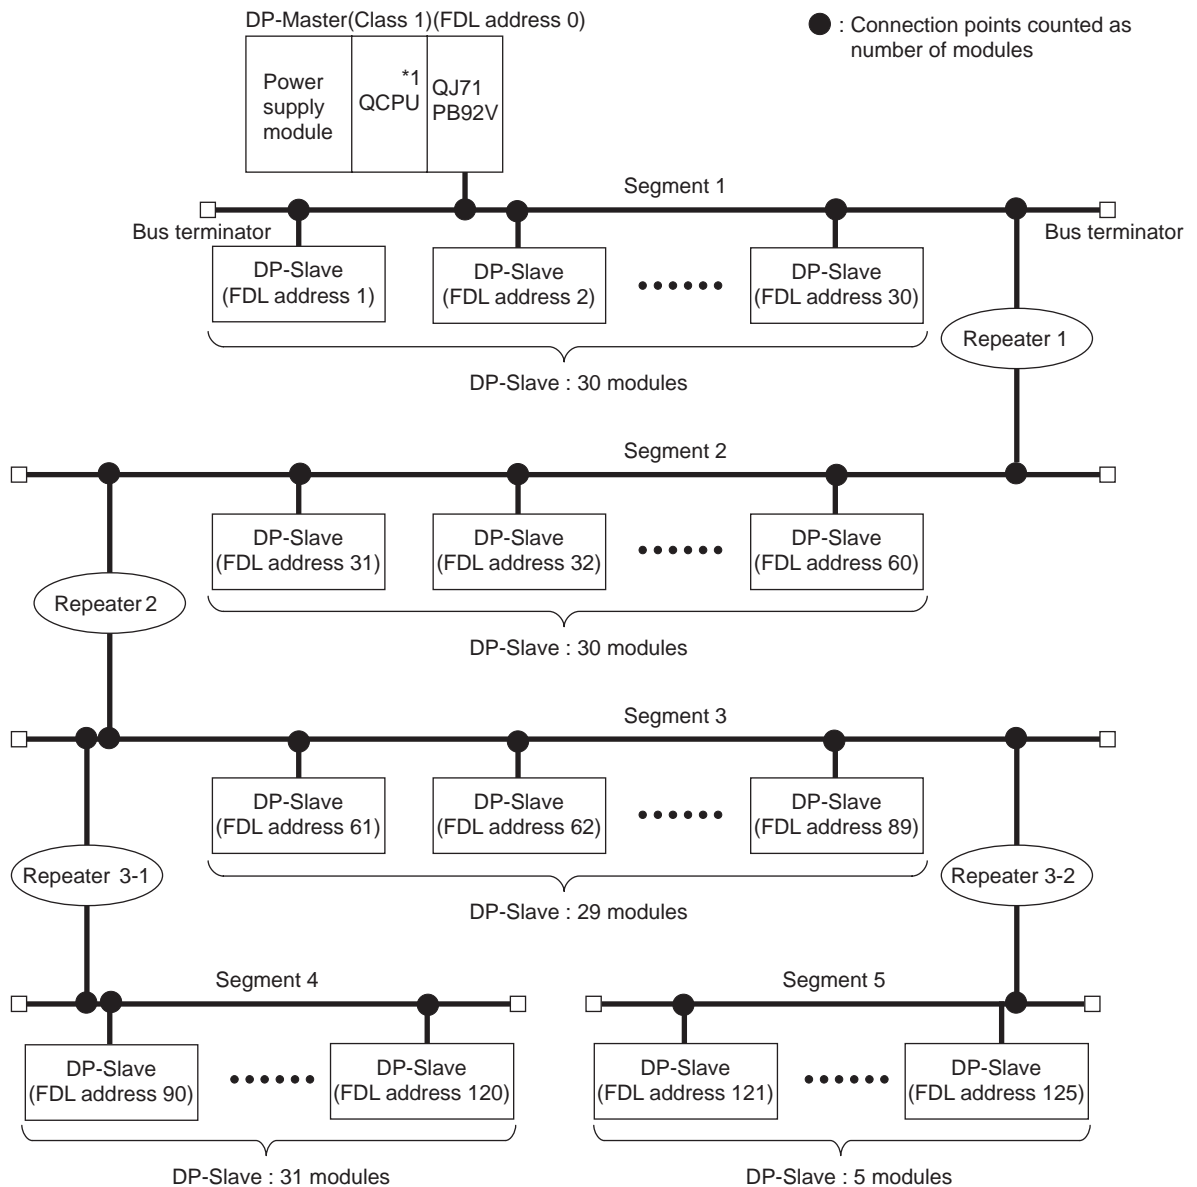 DP-Master(Class 1)(FDL address 0)
: Connection points counted as
number of modules
Power
supply
module
*1
QCPU
QJ71
PB92V
Segment 1
Bus terminator
Bus terminator
DP-Slave
(FDL address 1)
DP-Slave
(FDL address 2)
DP-Slave
(FDL address 30)
Repeater 1
DP-Slave : 30 modules
Segment 2
DP-Slave
(FDL address 31)
DP-Slave
(FDL address 32)
DP-Slave
(FDL address 60)
Repeater 2
DP-Slave : 30 modules
Segment 3
DP-Slave
(FDL address 61)
DP-Slave
(FDL address 62)
DP-Slave
(FDL address 89)
Repeater 3-1
Repeater 3-2
DP-Slave : 29 modules
Segment 4
Segment 5
DP-Slave
(FDL address 90)
DP-Slave
(FDL address 120)
DP-Slave
(FDL address 121)
DP-Slave
(FDL address 125)
DP-Slave : 31 modules
DP-Slave : 5 modules